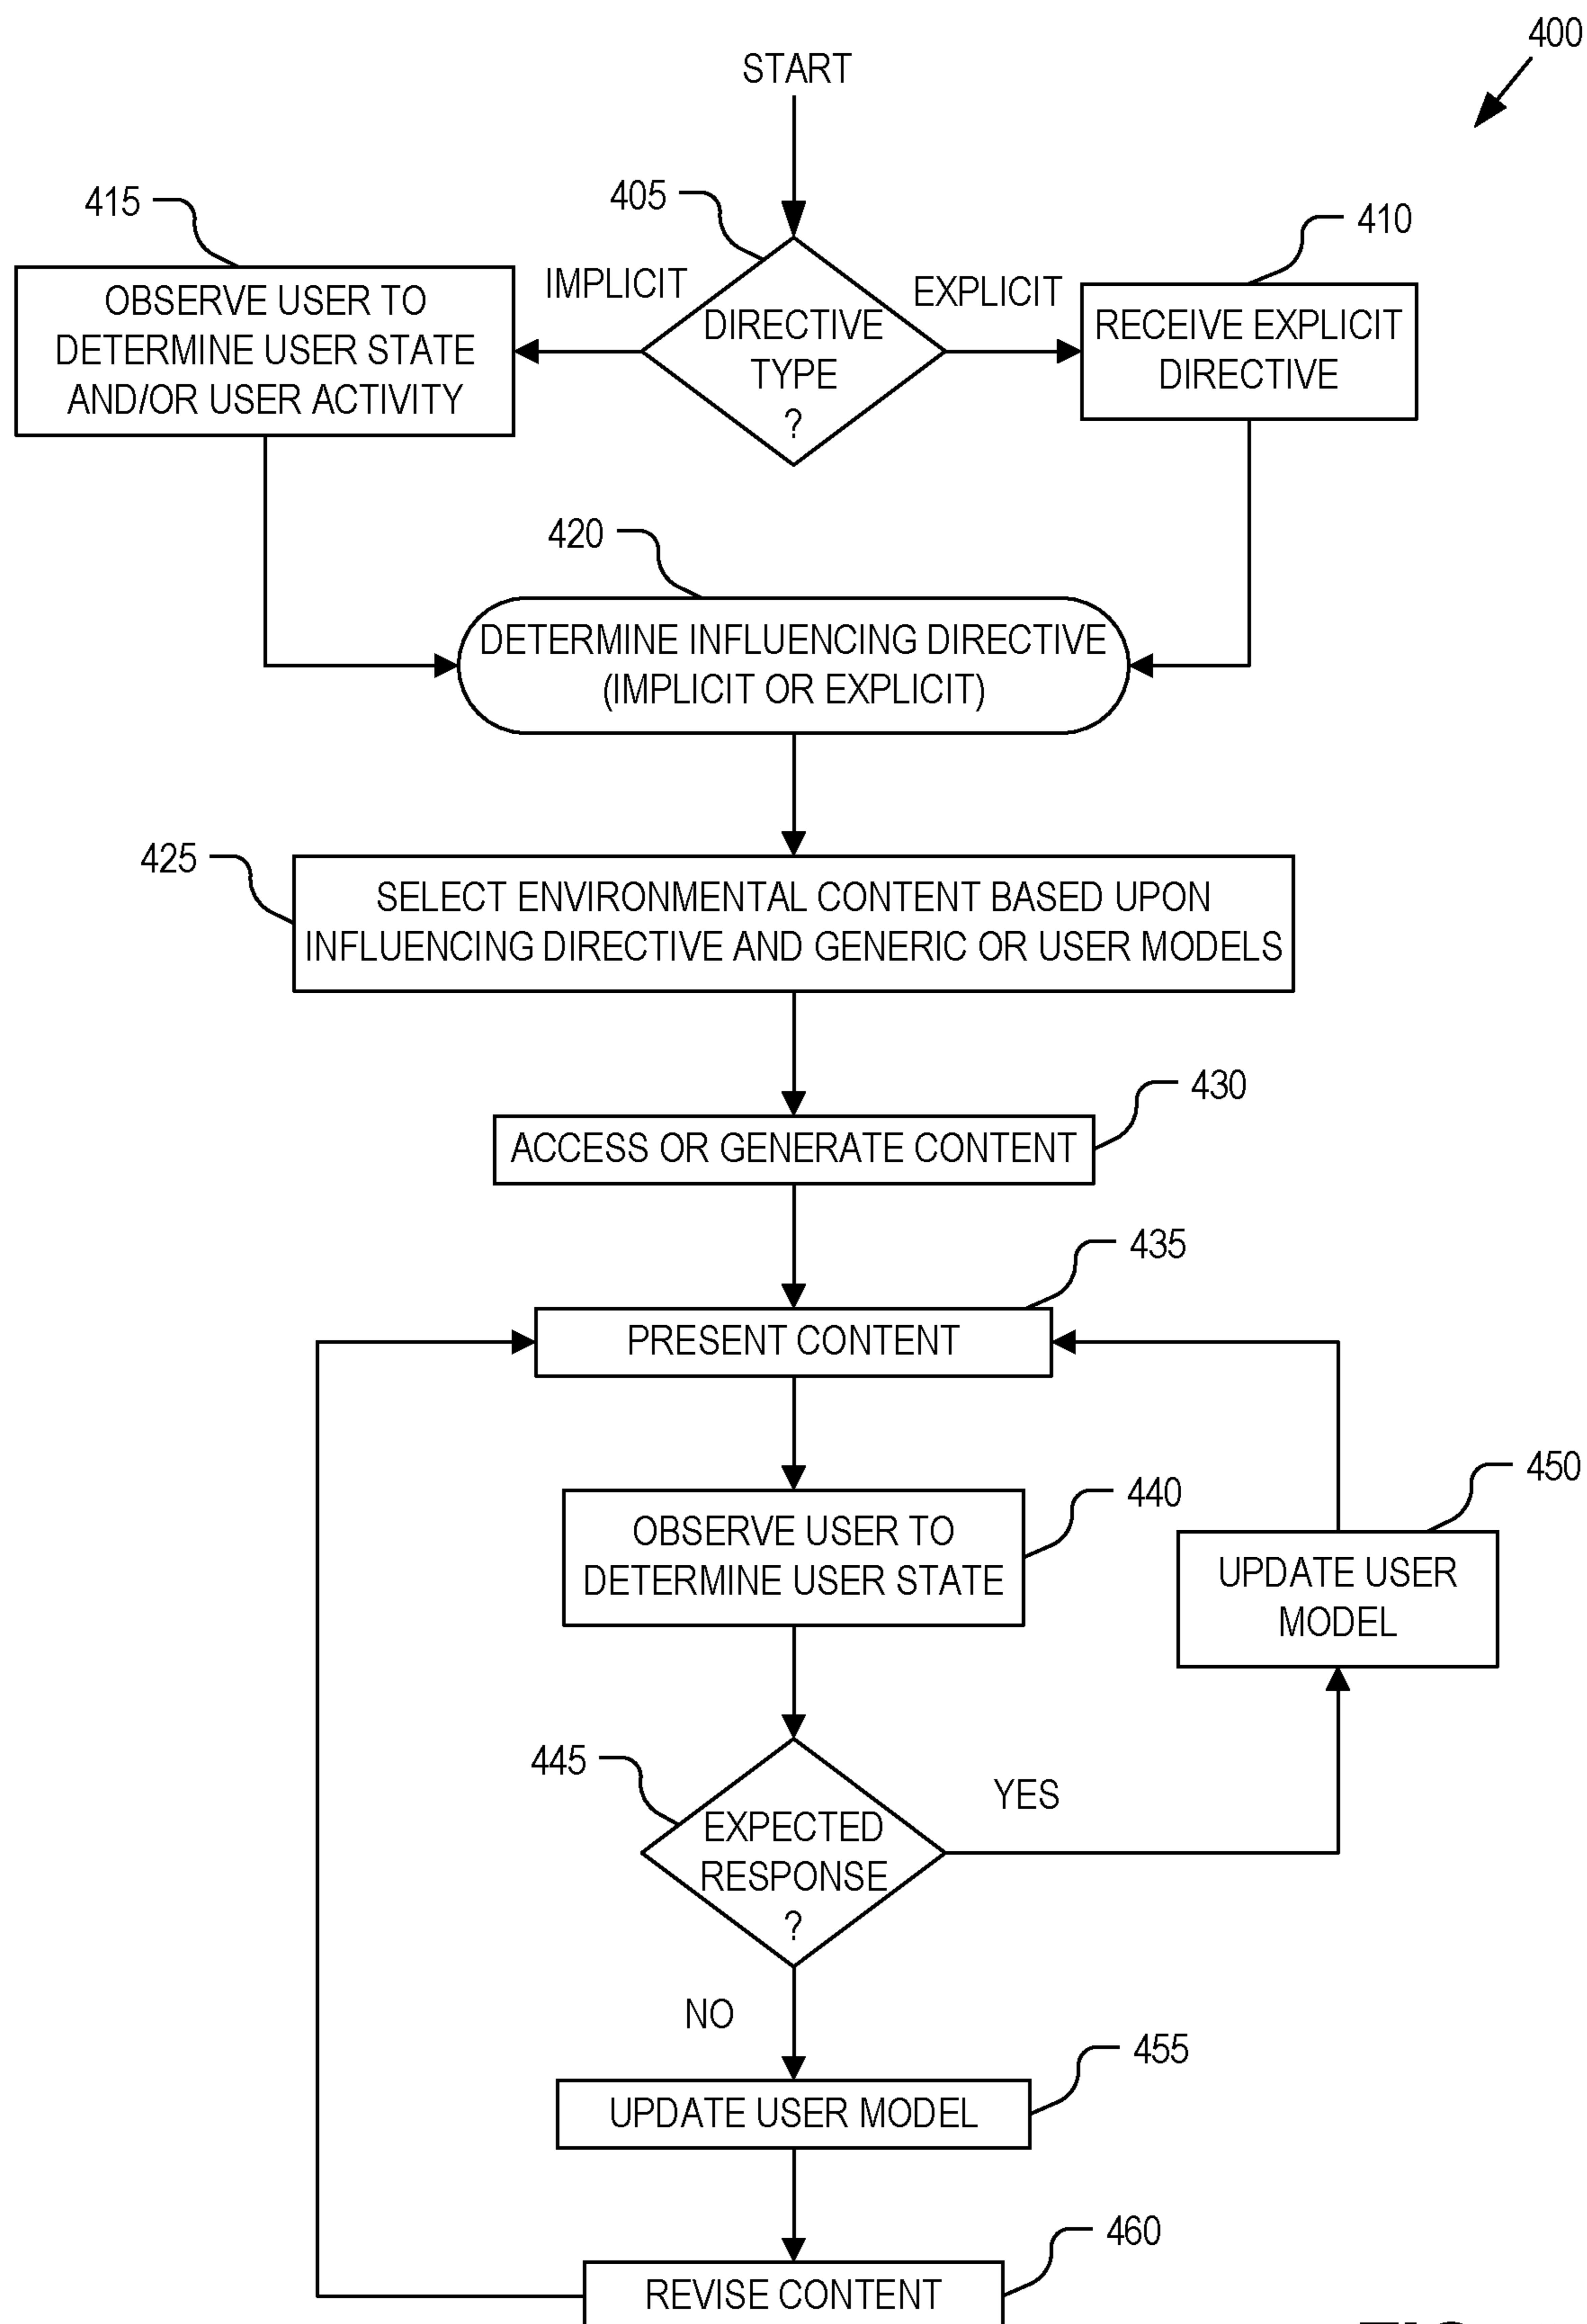 400
START
405
415
410
IMPLICIT
EXPLICIT
OBSERVE USER TO
DETERMINE USER STATE
AND/OR USER ACTIVITY
DIRECTIVE
TYPE
?
RECEIVE EXPLICIT
DIRECTIVE
420
DETERMINE INFLUENCING DIRECTIVE
(IMPLICIT OR EXPLICIT)
425
SELECT ENVIRONMENTAL CONTENT BASED UPON
INFLUENCING DIRECTIVE AND GENERIC OR USER MODELS
430
ACCESS OR GENERATE CONTENT
435
PRESENT CONTENT
440
OBSERVE USER TO
DETERMINE USER STATE
450
UPDATE USER
MODEL
445
EXPECTED
RESPONSE
?
YES
NO
455
UPDATE USER MODEL
460
REVISE CONTENT